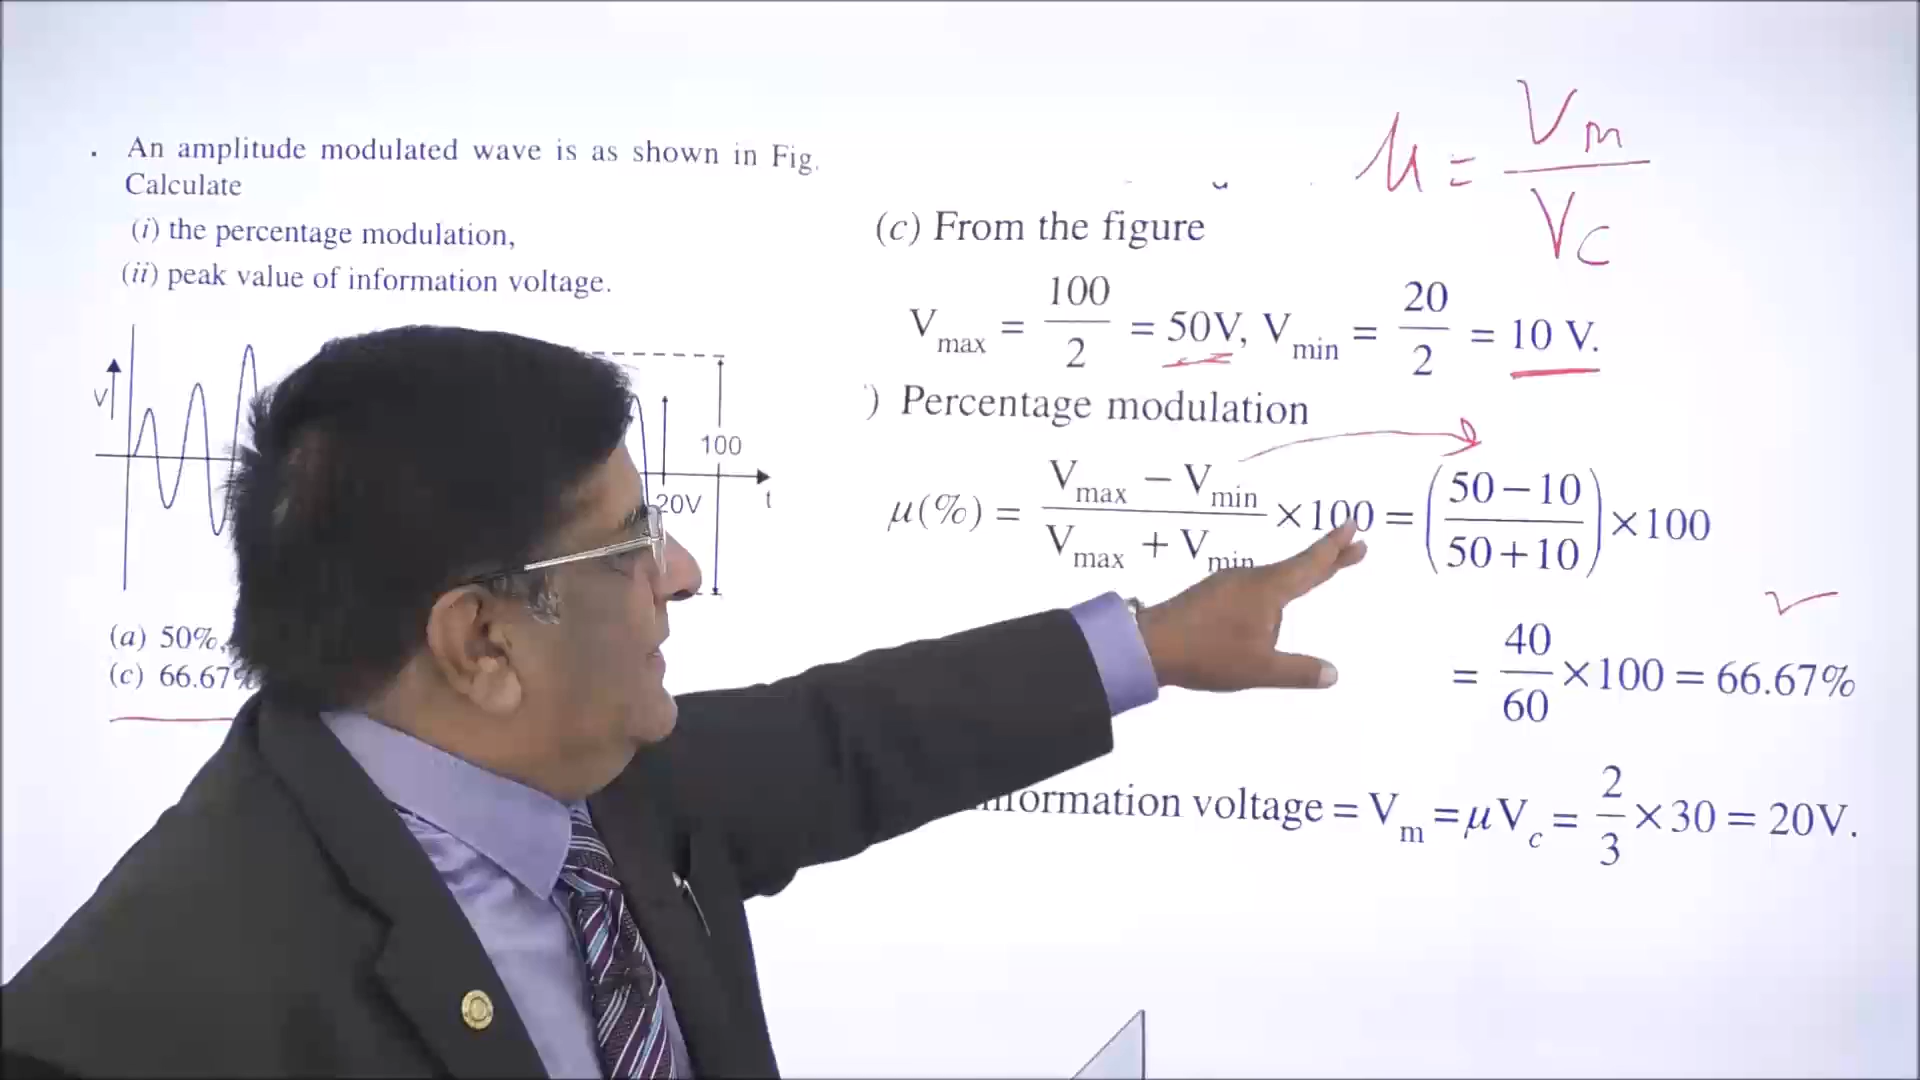 . An amplitude modulated wave is as shown in Fig.
Calculate
(i) the percentage modulation,
(ii) peak value of information voltage.
V
100
20V
t
(a) 50%,
(c) 66.67%
μ = Vm / Vc
(c) From the figure
Vmax = 100/2 = 50V, Vmin = 20/2 = 10 V.
) Percentage modulation
μ(%) = (Vmax − Vmin)/(Vmax + Vmin) ×100 = ((50−10)/(50+10)) ×100
= 40/60 ×100 = 66.67%
voltage = Vm = μVc = 2/3 ×30 = 20V.